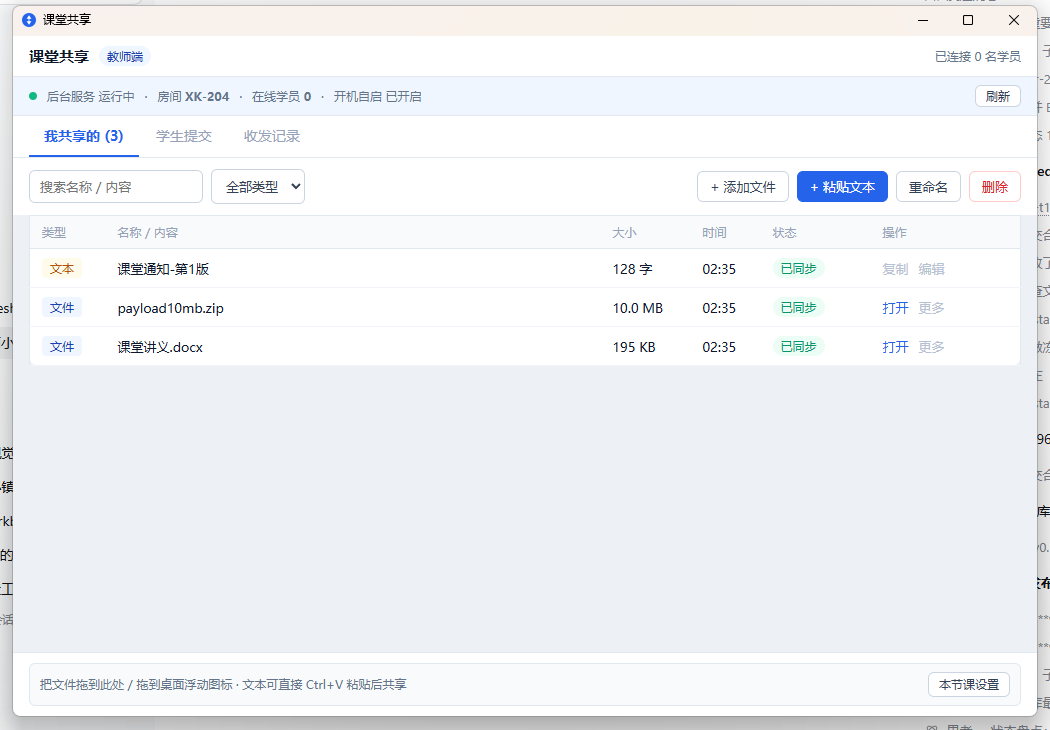 课堂共享
课堂共享 教师端 已连接 0 名学员
后台服务 运行中 · 房间 XK-204 · 在线学员 0 · 开机自启 已开启 刷新
我共享的 (3) 学生提交 收发记录
搜索名称 / 内容 全部类型 + 添加文件 + 粘贴文本 重命名 删除
类型 名称 / 内容 大小 时间 状态 操作
文本 课堂通知-第1版 128 字 02:35 已同步 复制 编辑
文件 payload10mb.zip 10.0 MB 02:35 已同步 打开 更多
文件 课堂讲义.docx 195 KB 02:35 已同步 打开 更多
把文件拖到此处 / 拖到桌面浮动图标 · 文本可直接 Ctrl+V 粘贴后共享 本节课设置